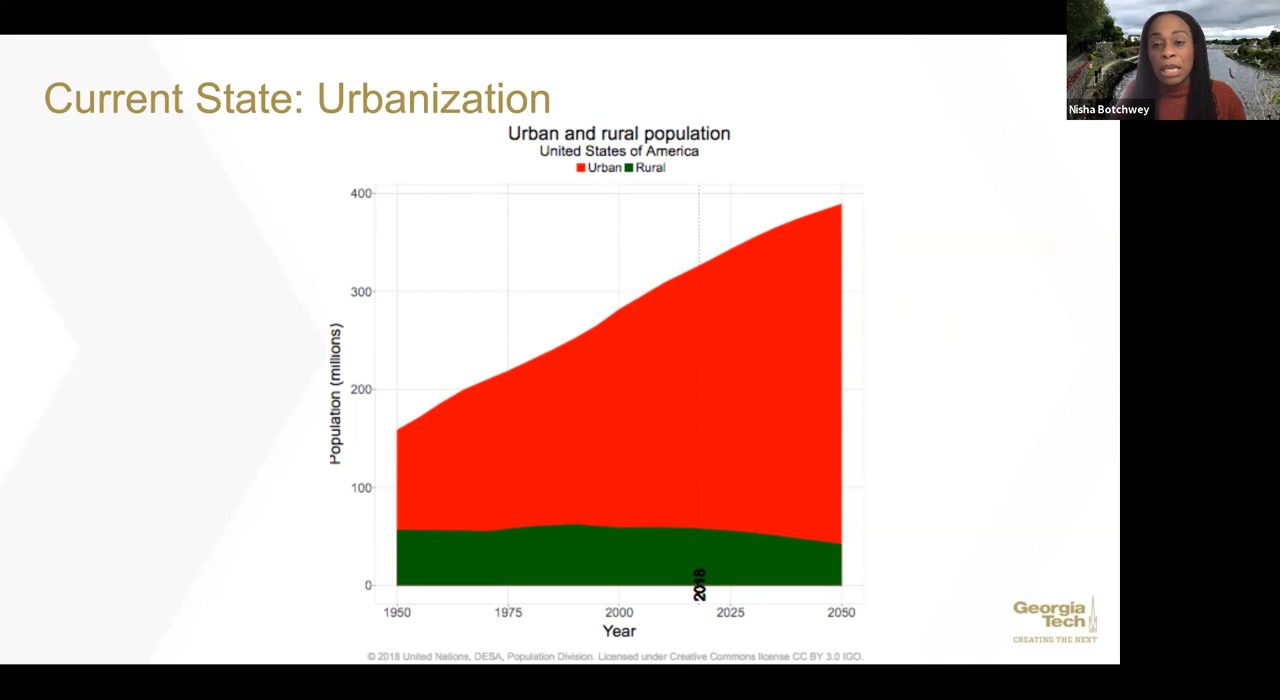 Current State: Urbanization
Nisha Botchwey
Urban and rural population
United States of America
Urban Rural
400
300
200
100
0
Population (millions)
2018
1950 1975 2000 2025 2050
Year
© 2018 United Nations, DESA, Population Division. Licensed under Creative Commons license CC BY 3.0 IGO.
Georgia
Tech
CREATING THE NEXT